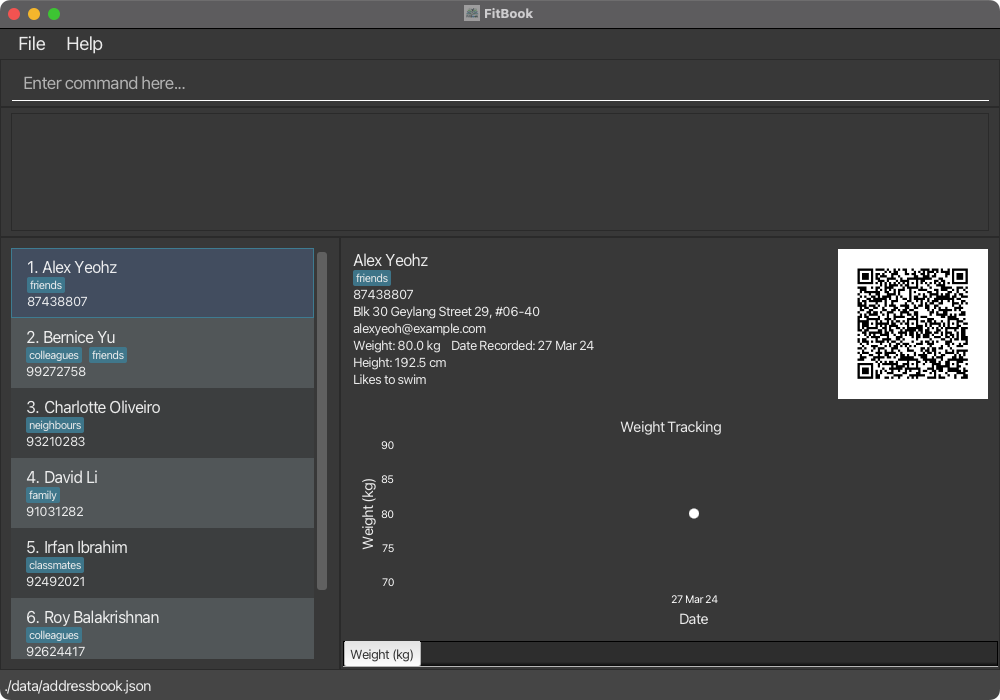 FitBook
File Help
Enter command here...
1. Alex Yeohz
friends
87438807
2. Bernice Yu
colleagues friends
99272758
3. Charlotte Oliveiro
neighbours
93210283
4. David Li
family
91031282
5. Irfan Ibrahim
classmates
92492021
6. Roy Balakrishnan
colleagues
92624417
Alex Yeohz
friends
87438807
Blk 30 Geylang Street 29, #06-40
alexyeoh@example.com
Weight: 80.0 kg Date Recorded: 27 Mar 24
Height: 192.5 cm
Likes to swim
Weight Tracking
90
85
80
75
70
Weight (kg)
27 Mar 24
Date
Weight (kg)
./data/addressbook.json